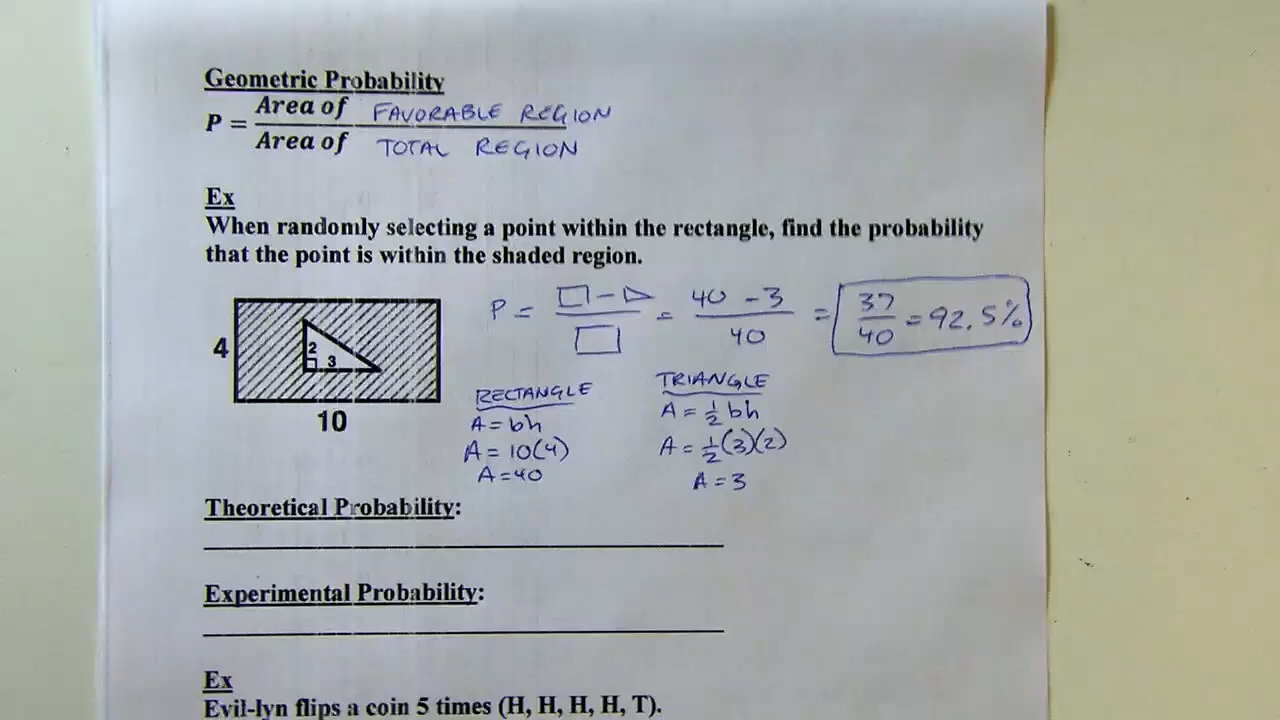 Geometric Probability
P = Area of FAVORABLE REGION
Area of TOTAL REGION
Ex
When randomly selecting a point within the rectangle, find the probability
that the point is within the shaded region.
4
2
3
10
P = □ - ▷ / □ = 40 - 3 / 40 = 37 / 40 = 92.5%
RECTANGLE
A = bh
A = 10(4)
A = 40
TRIANGLE
A = 1/2 bh
A = 1/2 (3)(2)
A = 3
Theoretical Probability:
Experimental Probability:
Ex
Evil-lyn flips a coin 5 times (H, H, H, H, T).